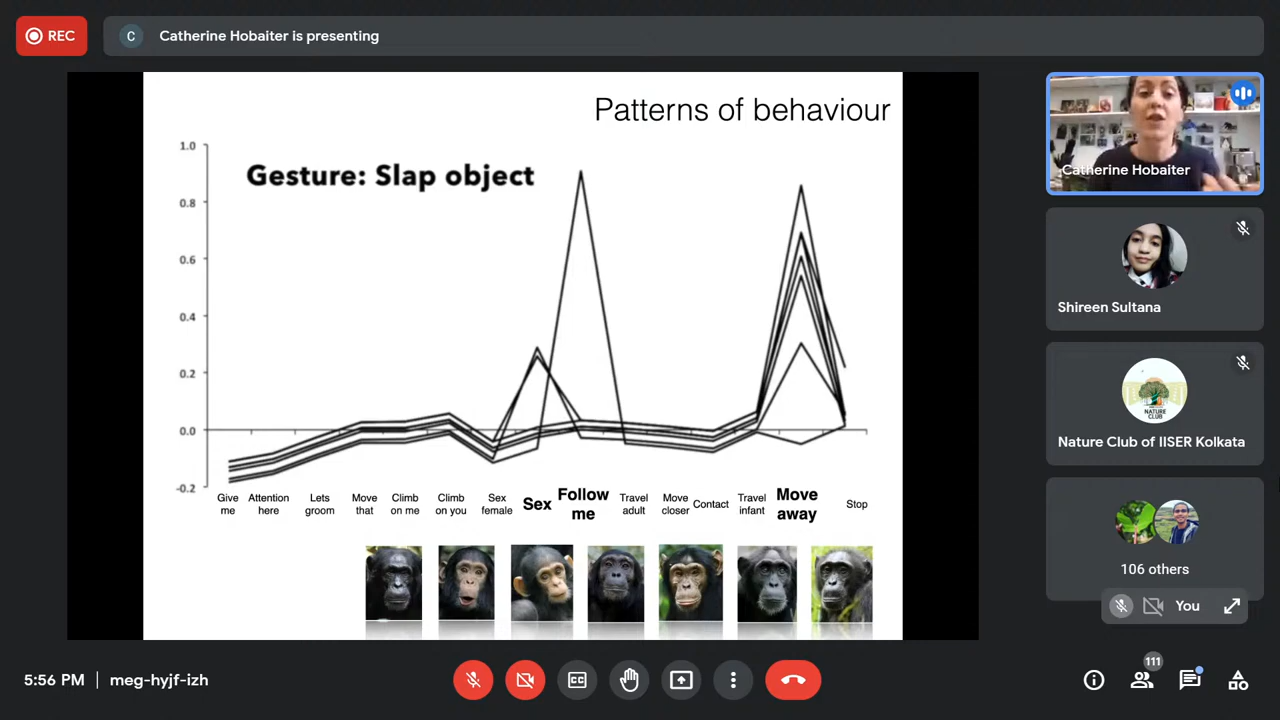 REC
C
Catherine Hobaiter is presenting
Patterns of behaviour
Gesture: Slap object
1.0
0.8
0.6
0.4
0.2
0.0
-0.2
Give me
Attention here
Lets groom
Move that
Climb on me
Climb on you
Sex female
Sex
Follow me
Travel adult
Move closer
Contact
Travel infant
Move away
Stop
Catherine Hobaiter
Shireen Sultana
NATURE CLUB
Nature Club of IISER Kolkata
106 others
You
5:56 PM | meg-hyjf-izh
CC
111